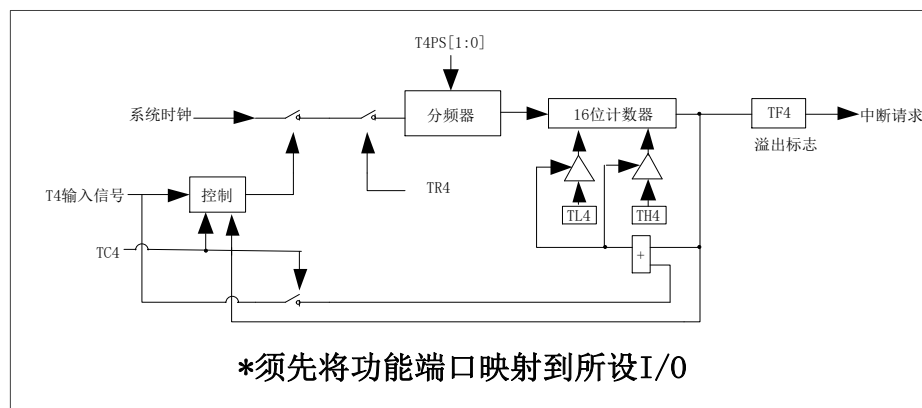 T4PS[1:0]
系统时钟
分频器
16位计数器
TF4
中断请求
溢出标志
T4输入信号
控制
TR4
TL4
TH4
TC4
+
*须先将功能端口映射到所设I/O